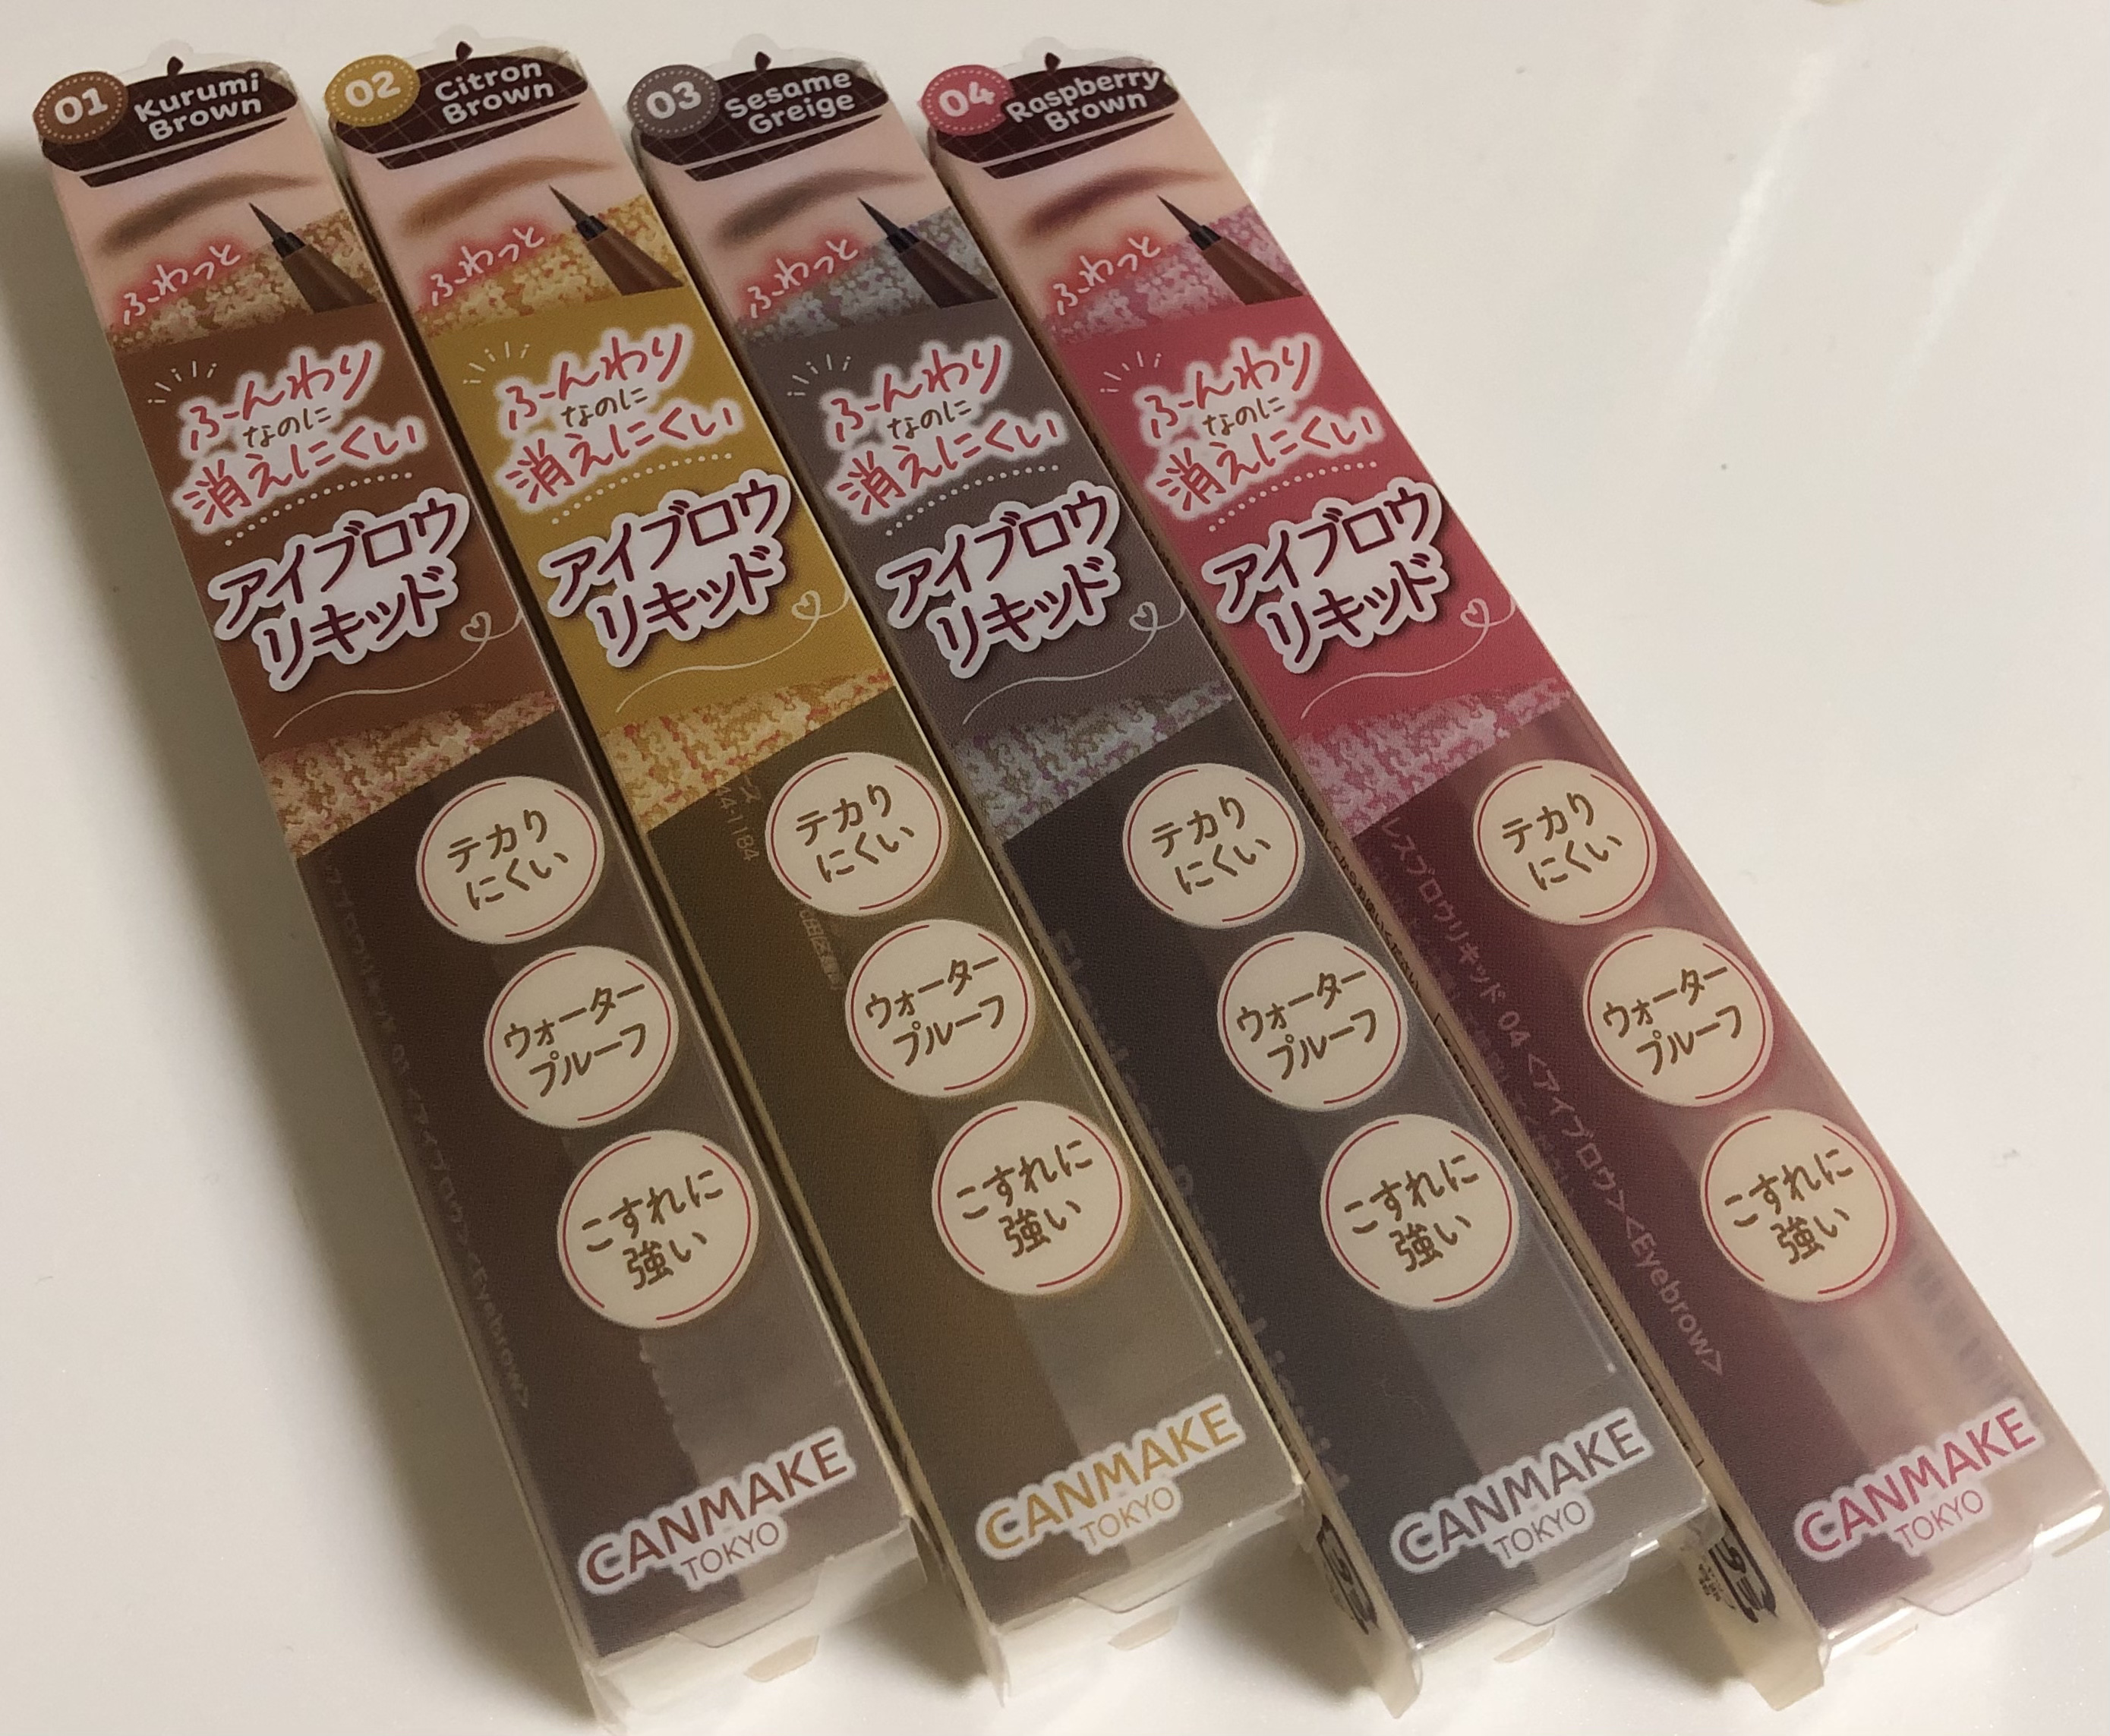 01
Kurumi
Brown
ふわっと
ふーんわり
なのに
消えにくい
アイブロウ
リキッド
テカり
にくい
ウォーター
プルーフ
こすれに
強い
CANMAKE
TOKYO
02
Citron
Brown
ふわっと
ふーんわり
なのに
消えにくい
アイブロウ
リキッド
テカり
にくい
ウォーター
プルーフ
こすれに
強い
CANMAKE
TOKYO
44-1184
03
Sesame
Greige
ふわっと
ふーんわり
なのに
消えにくい
アイブロウ
リキッド
テカり
にくい
ウォーター
プルーフ
こすれに
強い
CANMAKE
TOKYO
04
Raspberry
Brown
ふわっと
ふーんわり
なのに
消えにくい
アイブロウ
リキッド
テカり
にくい
ウォーター
プルーフ
こすれに
強い
CANMAKE
TOKYO
レスブロウリキッド 04 <アイブロウ><Eyebrow>